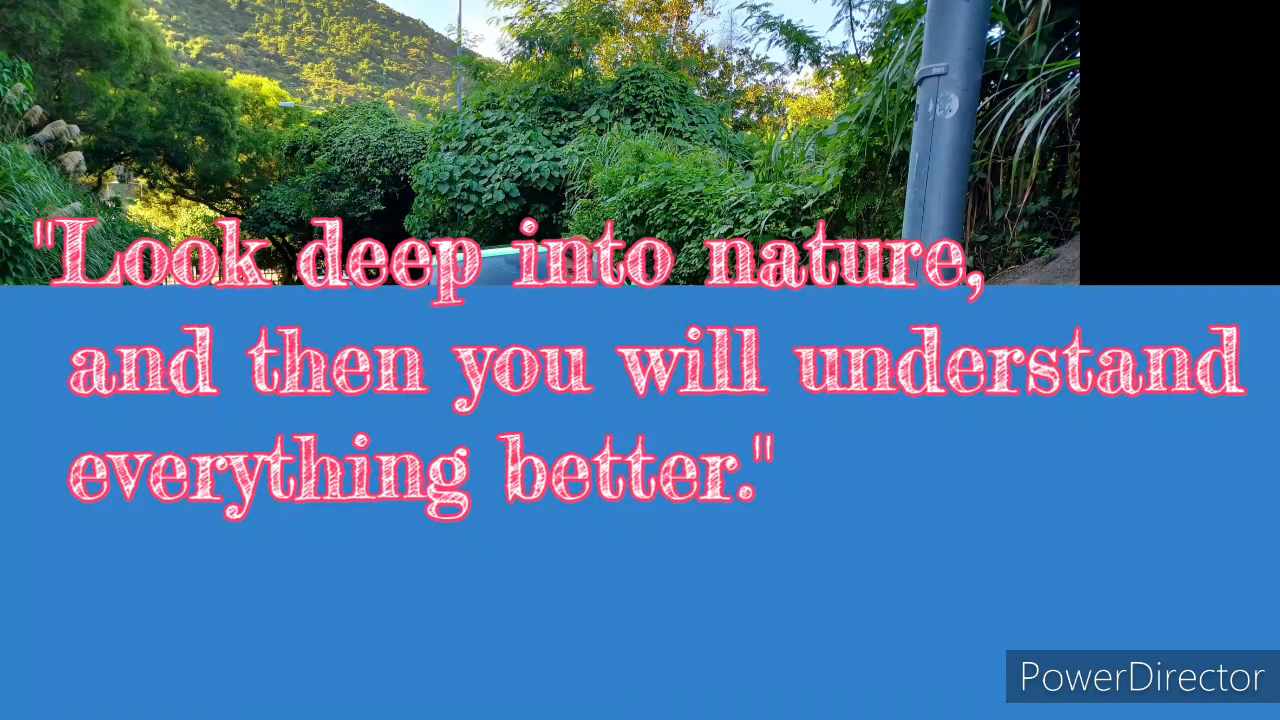 "Look deep into nature,
and then you will understand
everything better."
PowerDirector